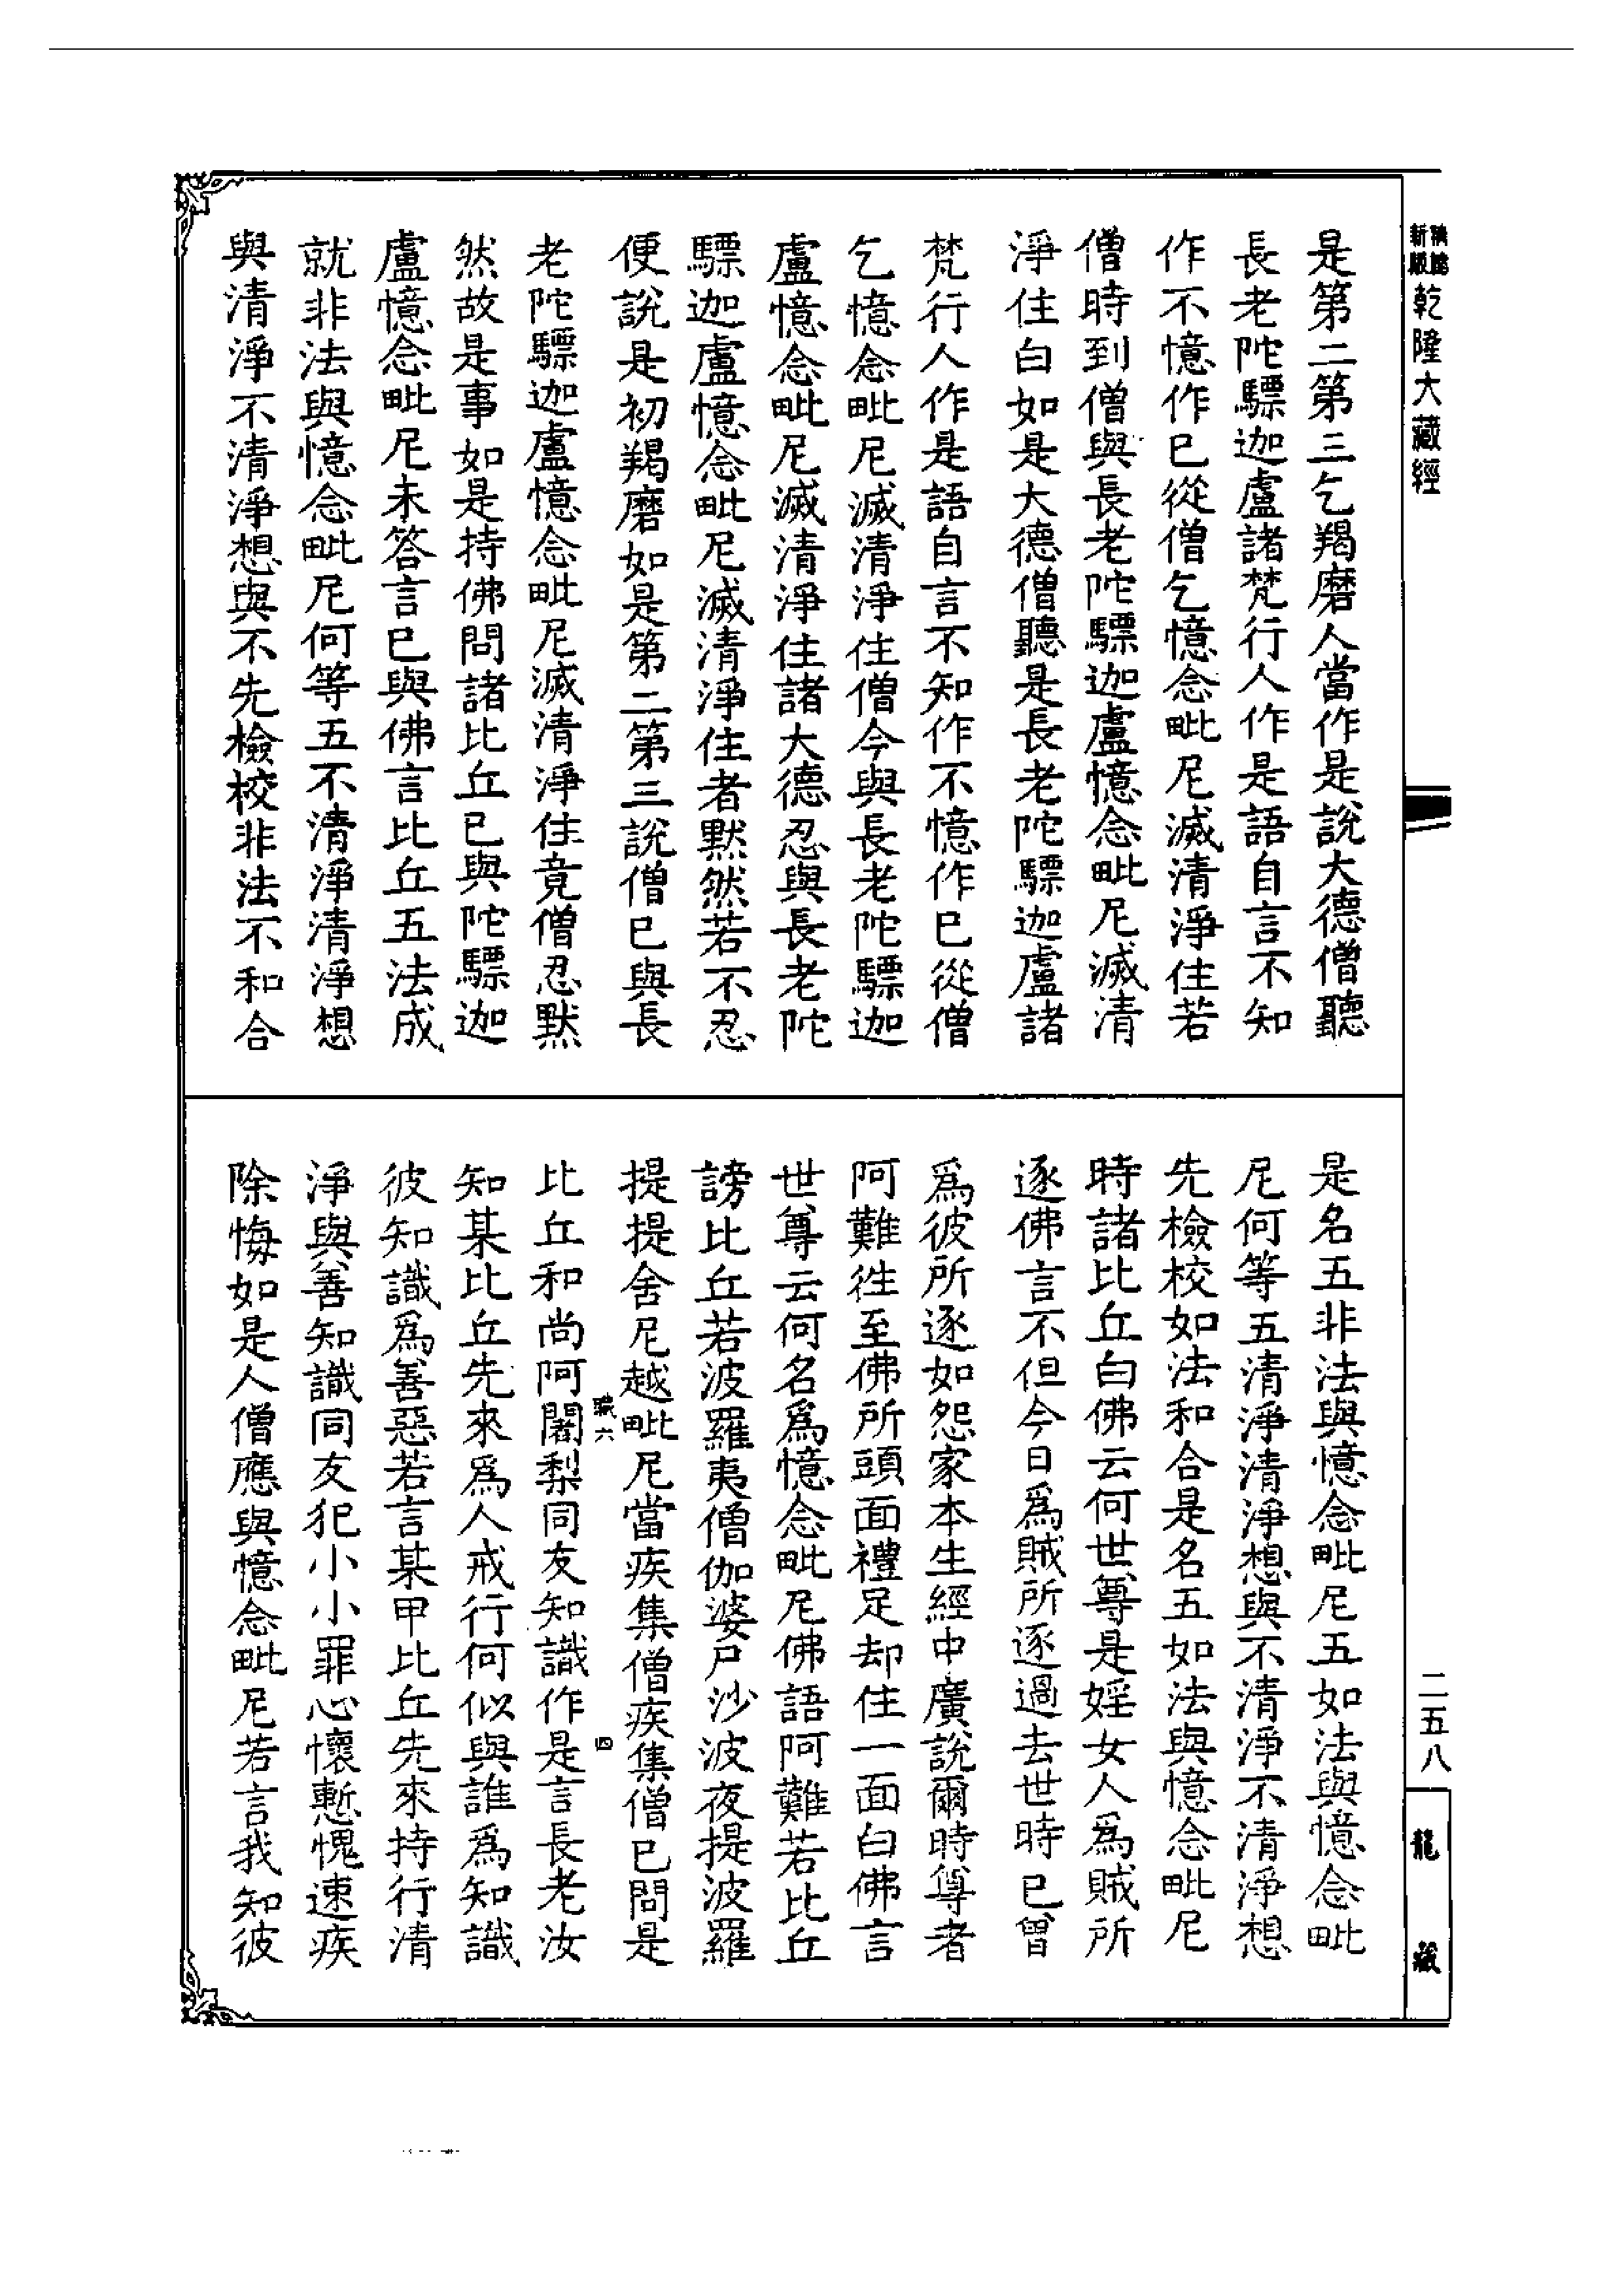 新版
乾隆大藏經
是第二第三乞羯磨人當作是說大德僧聽
長老陀驃迦盧諸梵行人作是語自言不知
作不憶作已從僧乞憶念毗尼滅清淨住若
僧時到僧與長老陀驃迦盧憶念毗尼滅清
淨住白如是大德僧聽是長老陀驃迦盧諸
梵行人作是語自言不知作不憶作已從僧
乞憶念毗尼滅清淨住僧今與長老陀驃迦
盧憶念毗尼滅清淨住諸大德忍與長老陀
驃迦盧憶念毗尼滅清淨住者默然若不忍
便說是初羯磨如是第二第三說僧已與長
老陀驃迦盧憶念毗尼滅清淨住竟僧忍默
然故是事如是持佛問諸比丘已與陀驃迦
盧憶念毗尼未答言已與佛言比丘五法成
就非法與憶念毗尼何等五不清淨清淨想
與清淨不清淨想與不先檢校非法不和合
是名五非法與憶念毗尼五如法與憶念毗
尼何等五清淨清淨想與不清淨不清淨想
先檢校如法和合是名五如法與憶念毗尼
時諸比丘白佛云何世尊是婬女人為賊所
逐佛言不但今日為賊所逐過去世時已曾
為彼所逐如怨家本生經中廣說爾時尊者
阿難往至佛所頭面禮足却住一面白佛言
世尊云何名為憶念毗尼佛語阿難若比丘
謗比丘若波羅夷僧伽婆尸沙波夜提波羅
提提舍尼越毗尼當疾集僧疾集僧已問是
比丘和尚阿闍梨同友知識作是言長老汝
知某比丘先來為人戒行何似與誰為知識
彼知識為善惡若言某甲比丘先來持行清
淨與善知識同友犯小小罪心懷慙愧速疾
除悔如是人僧應與憶念毗尼若言我知彼
六
四
二五八
龍藏